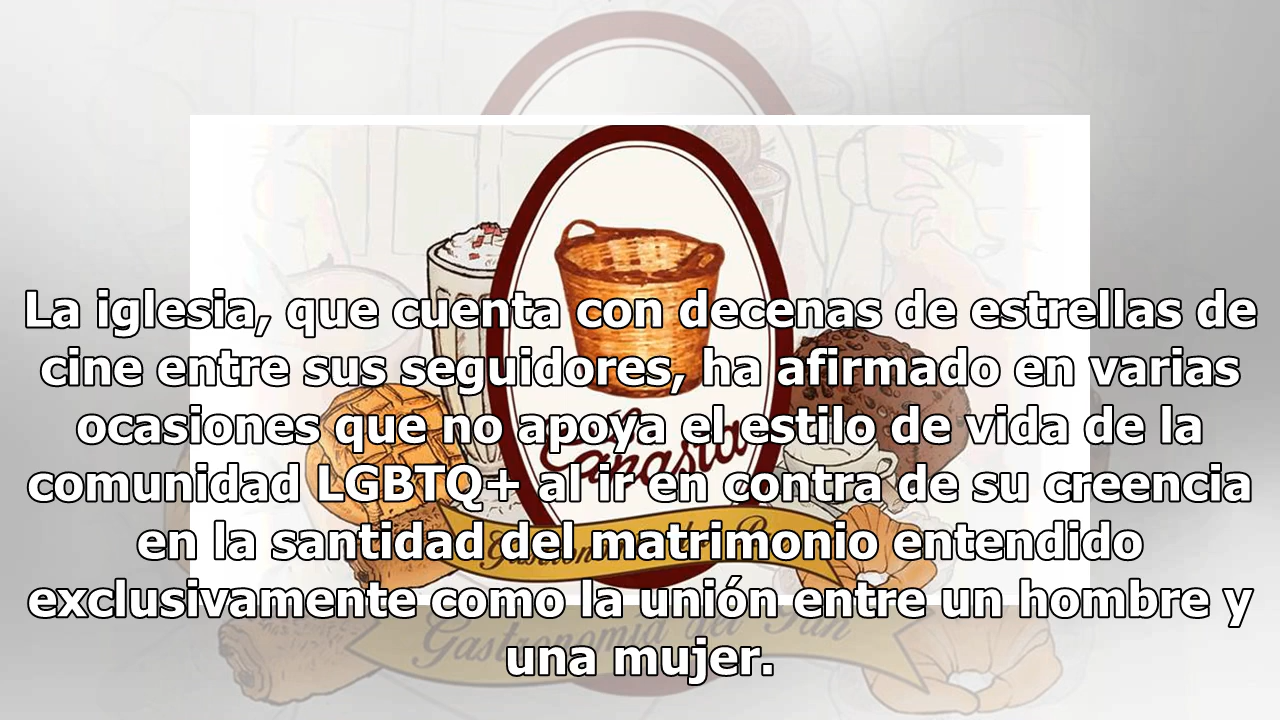 La iglesia, que cuenta con decenas de estrellas de
cine entre sus seguidores, ha afirmado en varias
ocasiones que no apoya el estilo de vida de la
comunidad LGBTQ+ al ir en contra de su creencia
en la santidad del matrimonio entendido
exclusivamente como la unión entre un hombre y
una mujer.
Gastronomía del Pan